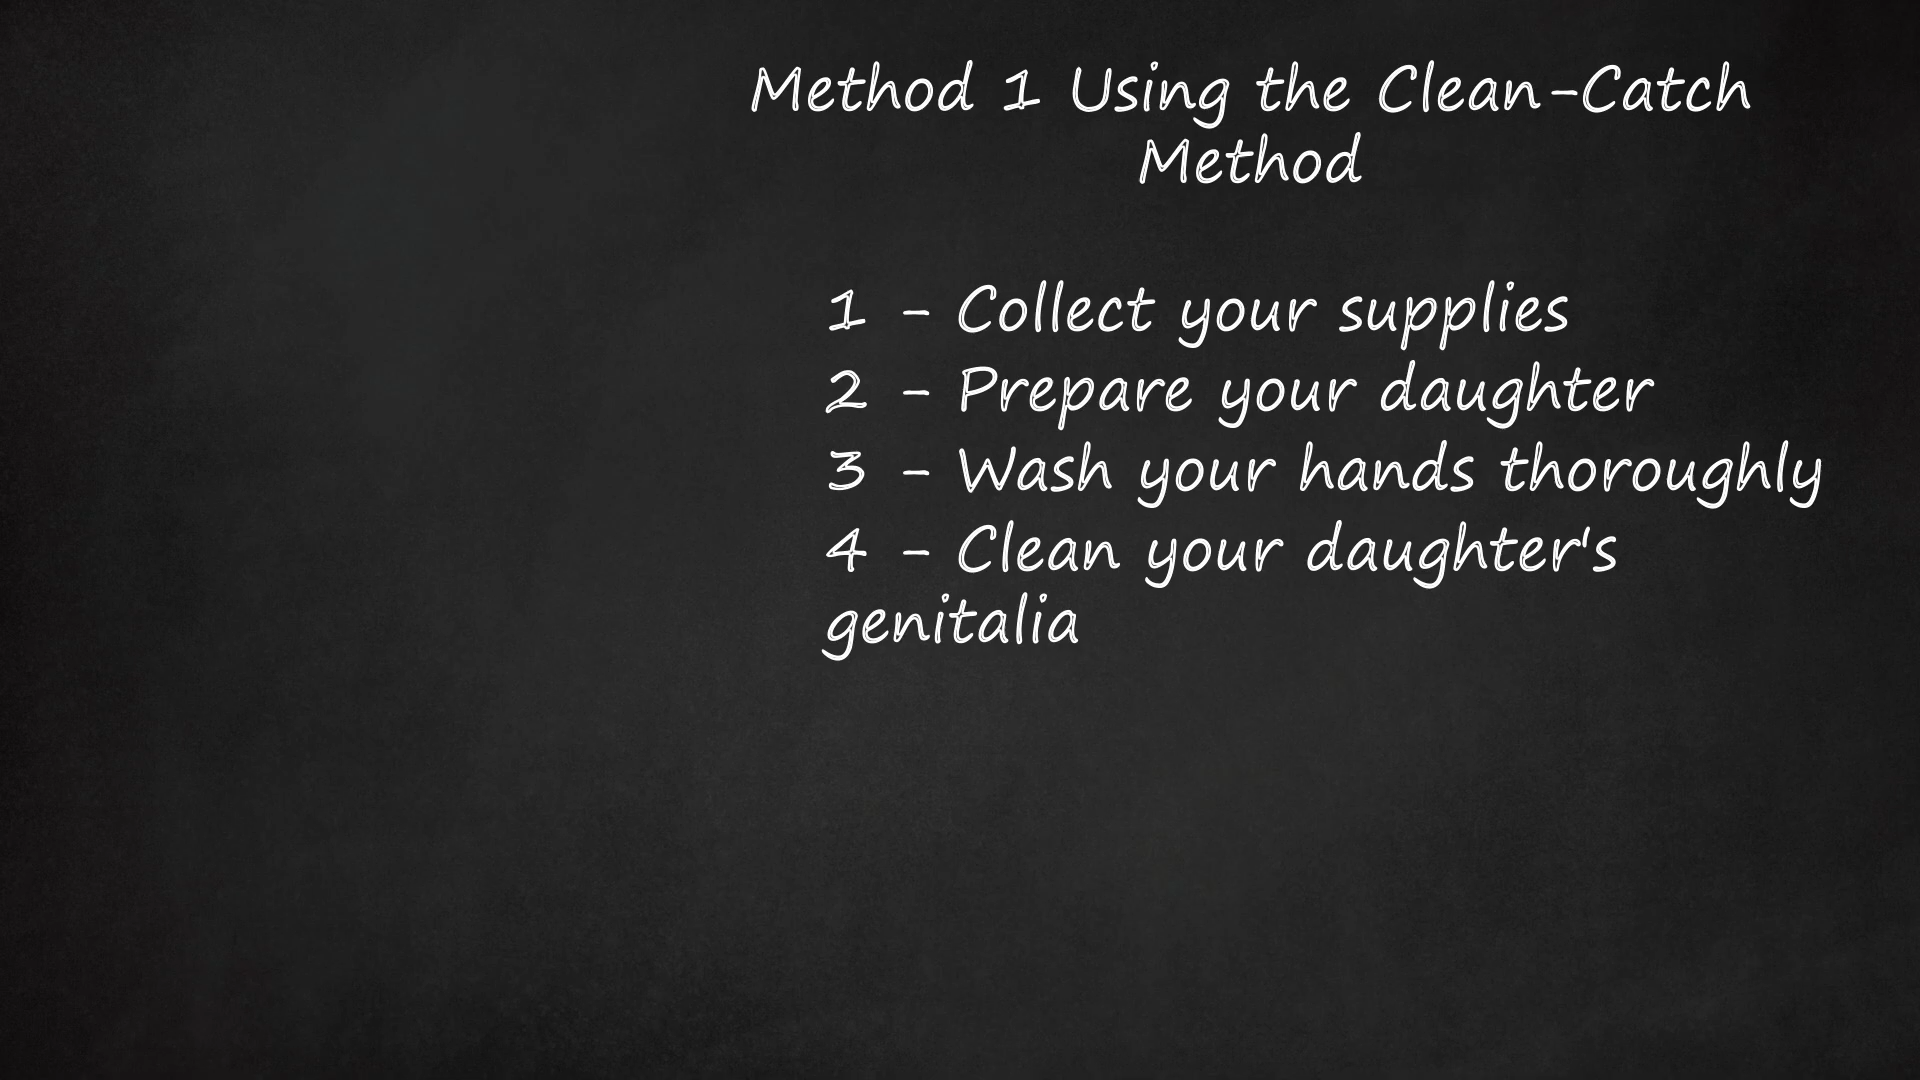 Method 1 Using the Clean-Catch
Method
1 - Collect your supplies
2 - Prepare your daughter
3 - Wash your hands thoroughly
4 - Clean your daughter's
genitalia